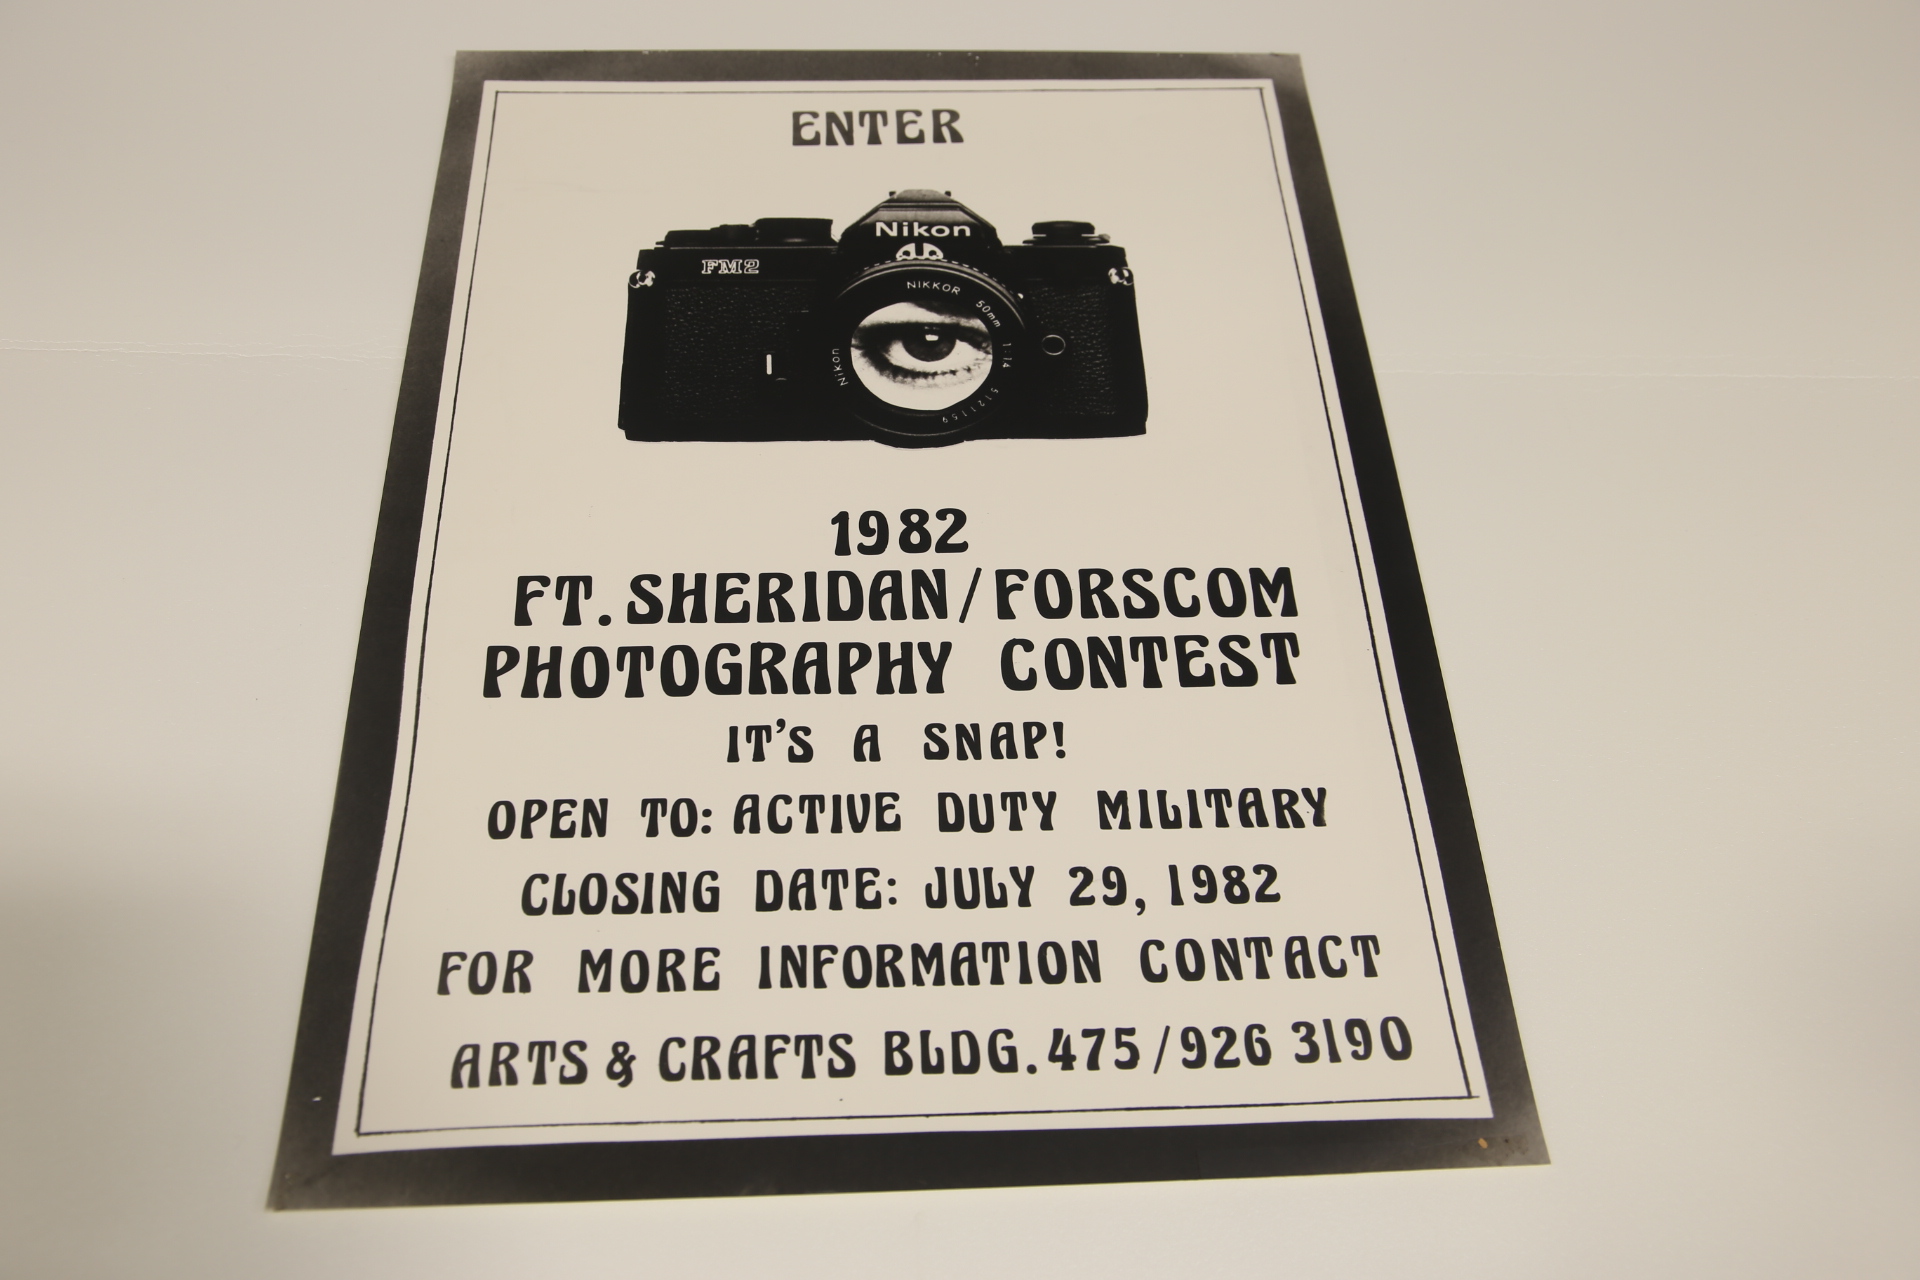 ENTER
Nikon
FM2
NIKKOR 50mm 1:1.4 5121159
Nikon
1982
FT. SHERIDAN/FORSCOM
PHOTOGRAPHY CONTEST
IT'S A SNAP!
OPEN TO: ACTIVE DUTY MILITARY
CLOSING DATE: JULY 29, 1982
FOR MORE INFORMATION CONTACT
ARTS & CRAFTS BLDG. 475/926 3190